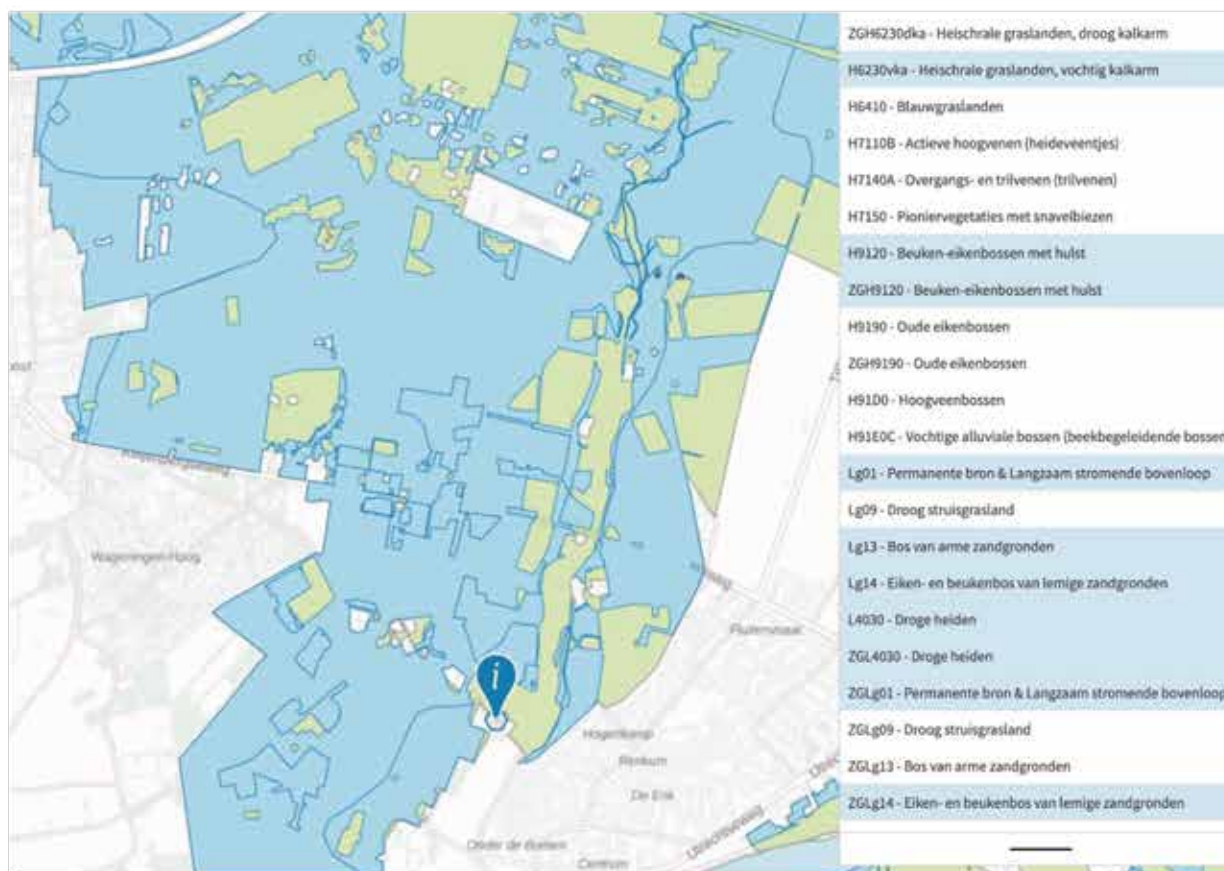 ZGH6230dka - Heischrale graslanden, droog kalkarm
H6230vka - Heischrale graslanden, vochtig kalkarm
H6410 - Blauwgraslanden
H7110B - Actieve hoogvenen (heideveentjes)
H7140A - Overgangs- en trilvenen (trilvenen)
H7150 - Pioniervegetaties met snavelbiezen
H9120 - Beuken-eikenbossen met hulst
ZGH9120 - Beuken-eikenbossen met hulst
H9190 - Oude eikenbossen
ZGH9190 - Oude eikenbossen
H91D0 - Hoogveenbossen
H91E0C - Vochtige alluviale bossen (beekbegeleidende bossen
Lg01 - Permanente bron & Langzaam stromende bovenloop
Lg09 - Droog struisgrasland
Lg13 - Bos van arme zandgronden
Lg14 - Eiken- en beukenbos van lemige zandgronden
L4030 - Droge heiden
ZGL4030 - Droge heiden
ZGLg01 - Permanente bron & Langzaam stromende bovenloop
ZGLg09 - Droog struisgrasland
ZGLg13 - Bos van arme zandgronden
ZGLg14 - Eiken- en beukenbos van lemige zandgronden
oost
Wageningen-Hoog
i
Hogenkamp
Renkum
De Erik
Utrechtseweg
Onder de Bomen
Centrum